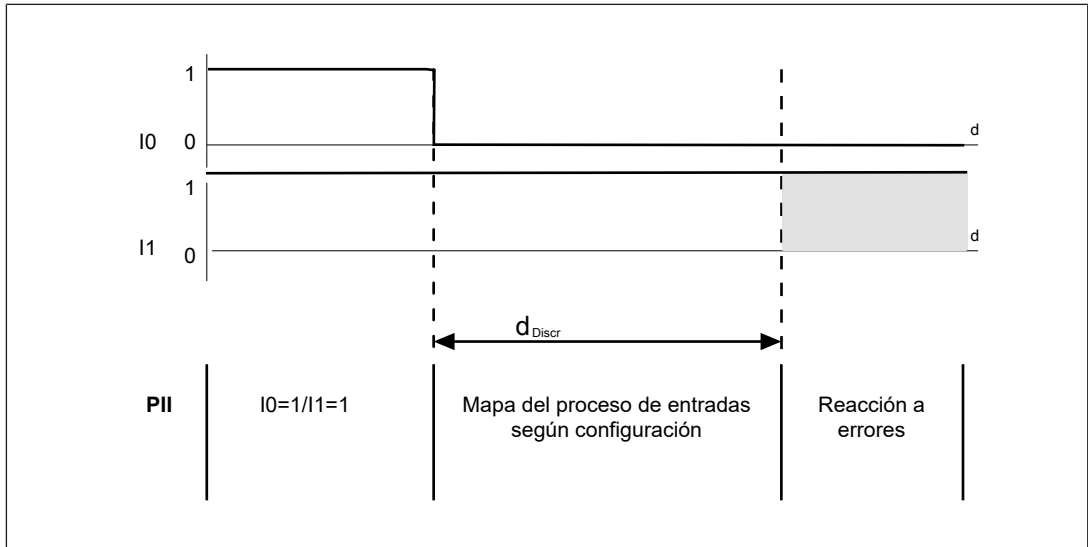 1
I0 0
d
1
I1 0
d
dDiscr
PII
I0=1/I1=1
Mapa del proceso de entradas
según configuración
Reacción a
errores